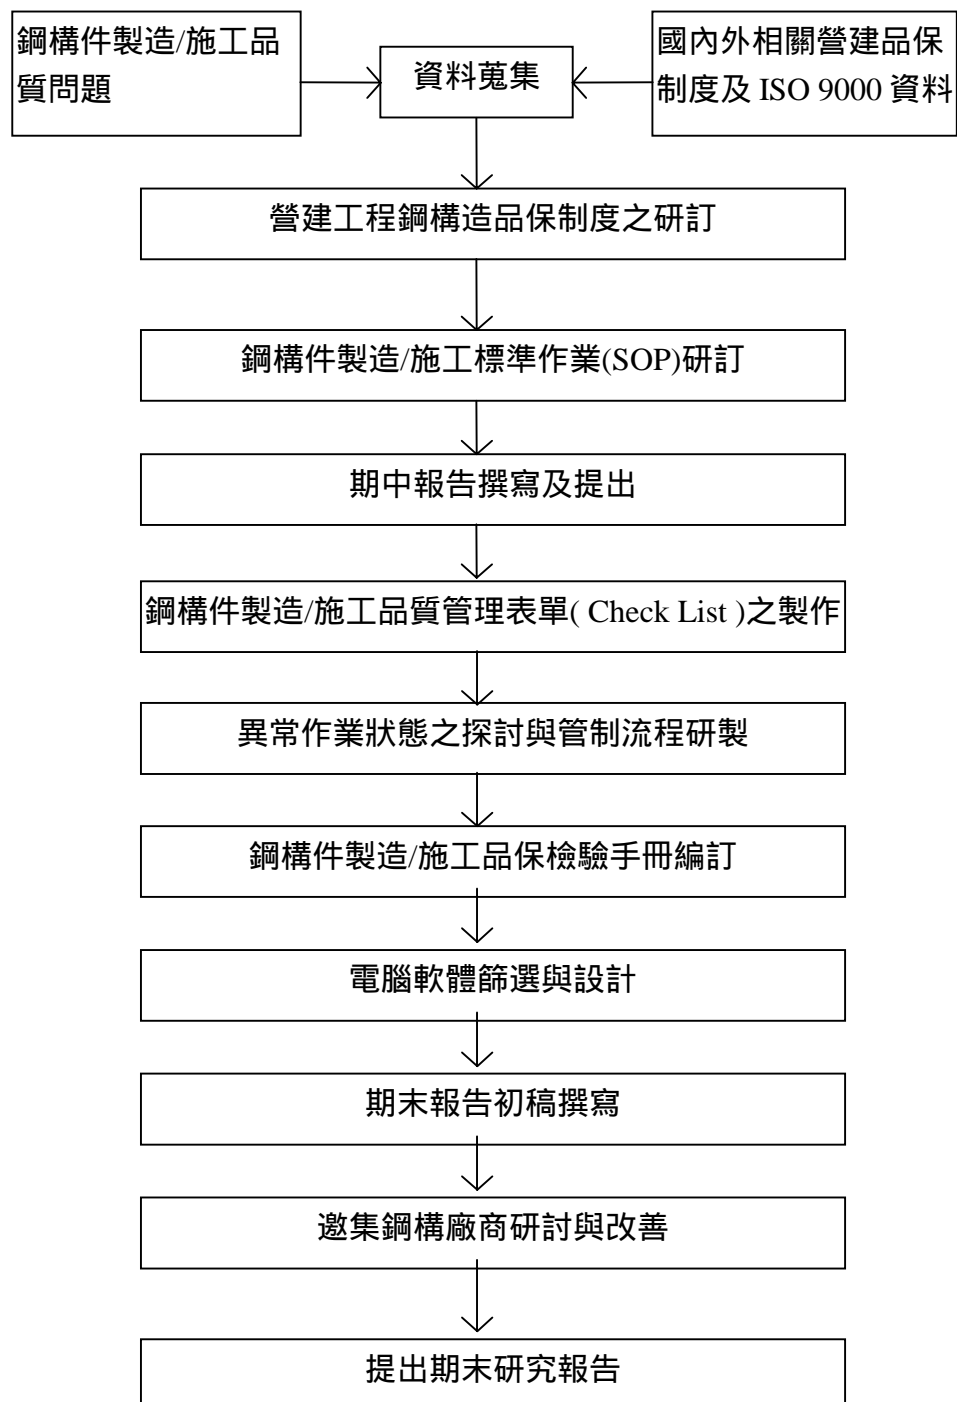 鋼構件製造/施工品
質問題
資料蒐集
國內外相關營建品保
制度及 ISO 9000 資料
營建工程鋼構造品保制度之研訂
鋼構件製造/施工標準作業(SOP)研訂
期中報告撰寫及提出
鋼構件製造/施工品質管理表單( Check List )之製作
異常作業狀態之探討與管制流程研製
鋼構件製造/施工品保檢驗手冊編訂
電腦軟體篩選與設計
期末報告初稿撰寫
邀集鋼構廠商研討與改善
提出期末研究報告